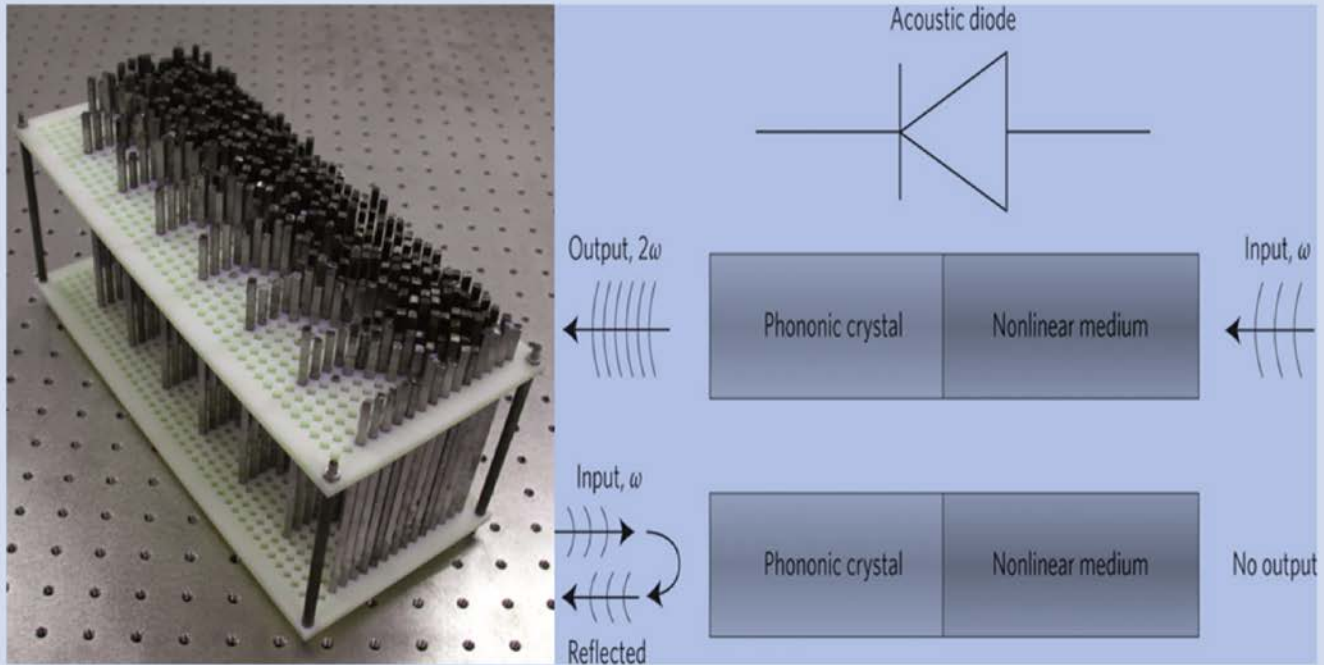 Acoustic diode
Output, 2ω
Input, ω
Phononic crystal
Nonlinear medium
Input, ω
Phononic crystal
Nonlinear medium
No output
Reflected